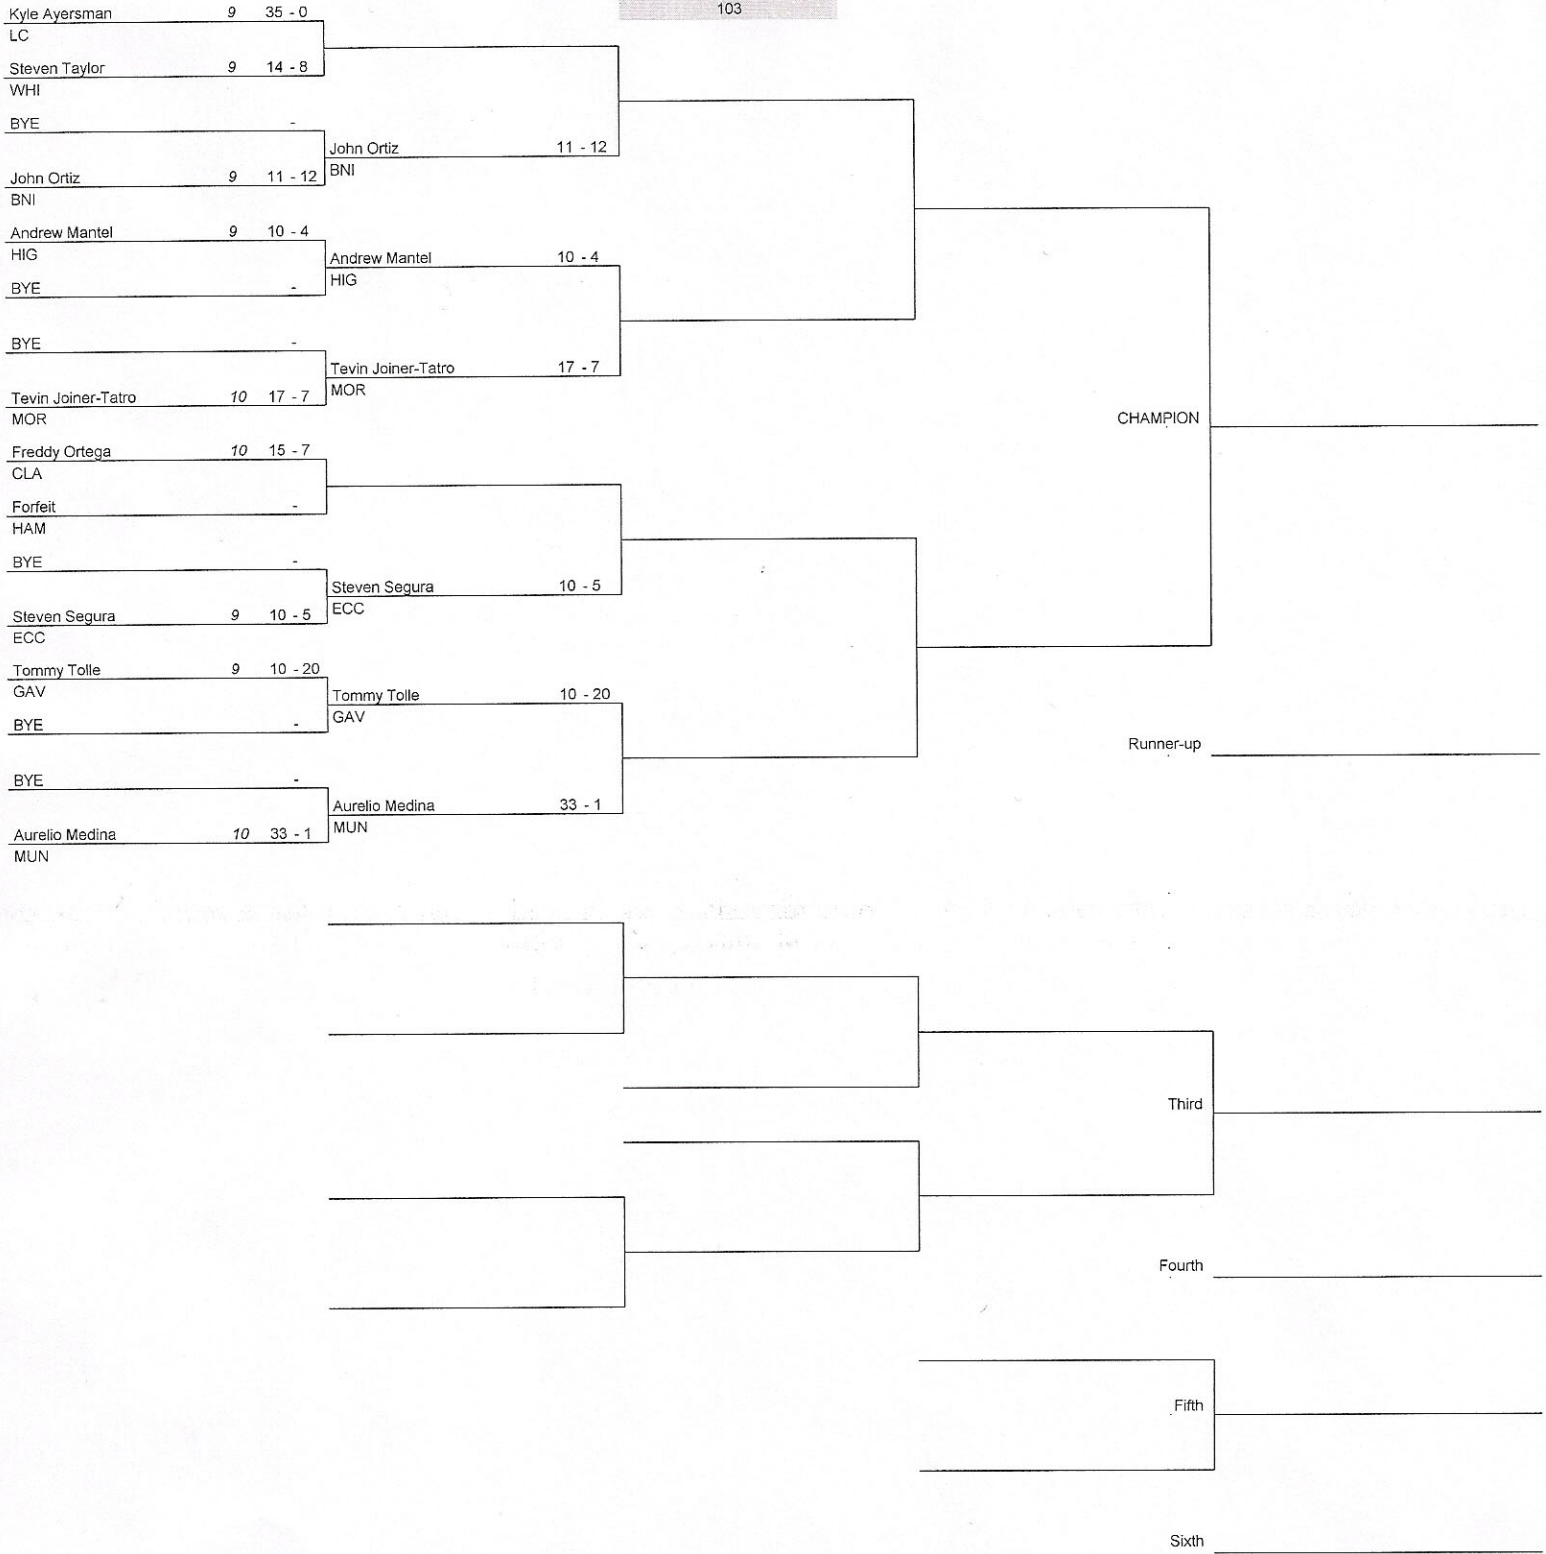 103
Kyle Ayersman 9 35 - 0
LC
Steven Taylor 9 14 - 8
WHI
BYE -
John Ortiz 9 11 - 12
BNI
Andrew Mantel 9 10 - 4
HIG
BYE -
BYE -
Tevin Joiner-Tatro 10 17 - 7
MOR
Freddy Ortega 10 15 - 7
CLA
Forfeit -
HAM
BYE -
Steven Segura 9 10 - 5
ECC
Tommy Tolle 9 10 - 20
GAV
BYE -
BYE -
Aurelio Medina 10 33 - 1
MUN
John Ortiz 11 - 12
BNI
Andrew Mantel 10 - 4
HIG
Tevin Joiner-Tatro 17 - 7
MOR
Steven Segura 10 - 5
ECC
Tommy Tolle 10 - 20
GAV
Aurelio Medina 33 - 1
MUN
CHAMPION
Runner-up
Third
Fourth
Fifth
Sixth